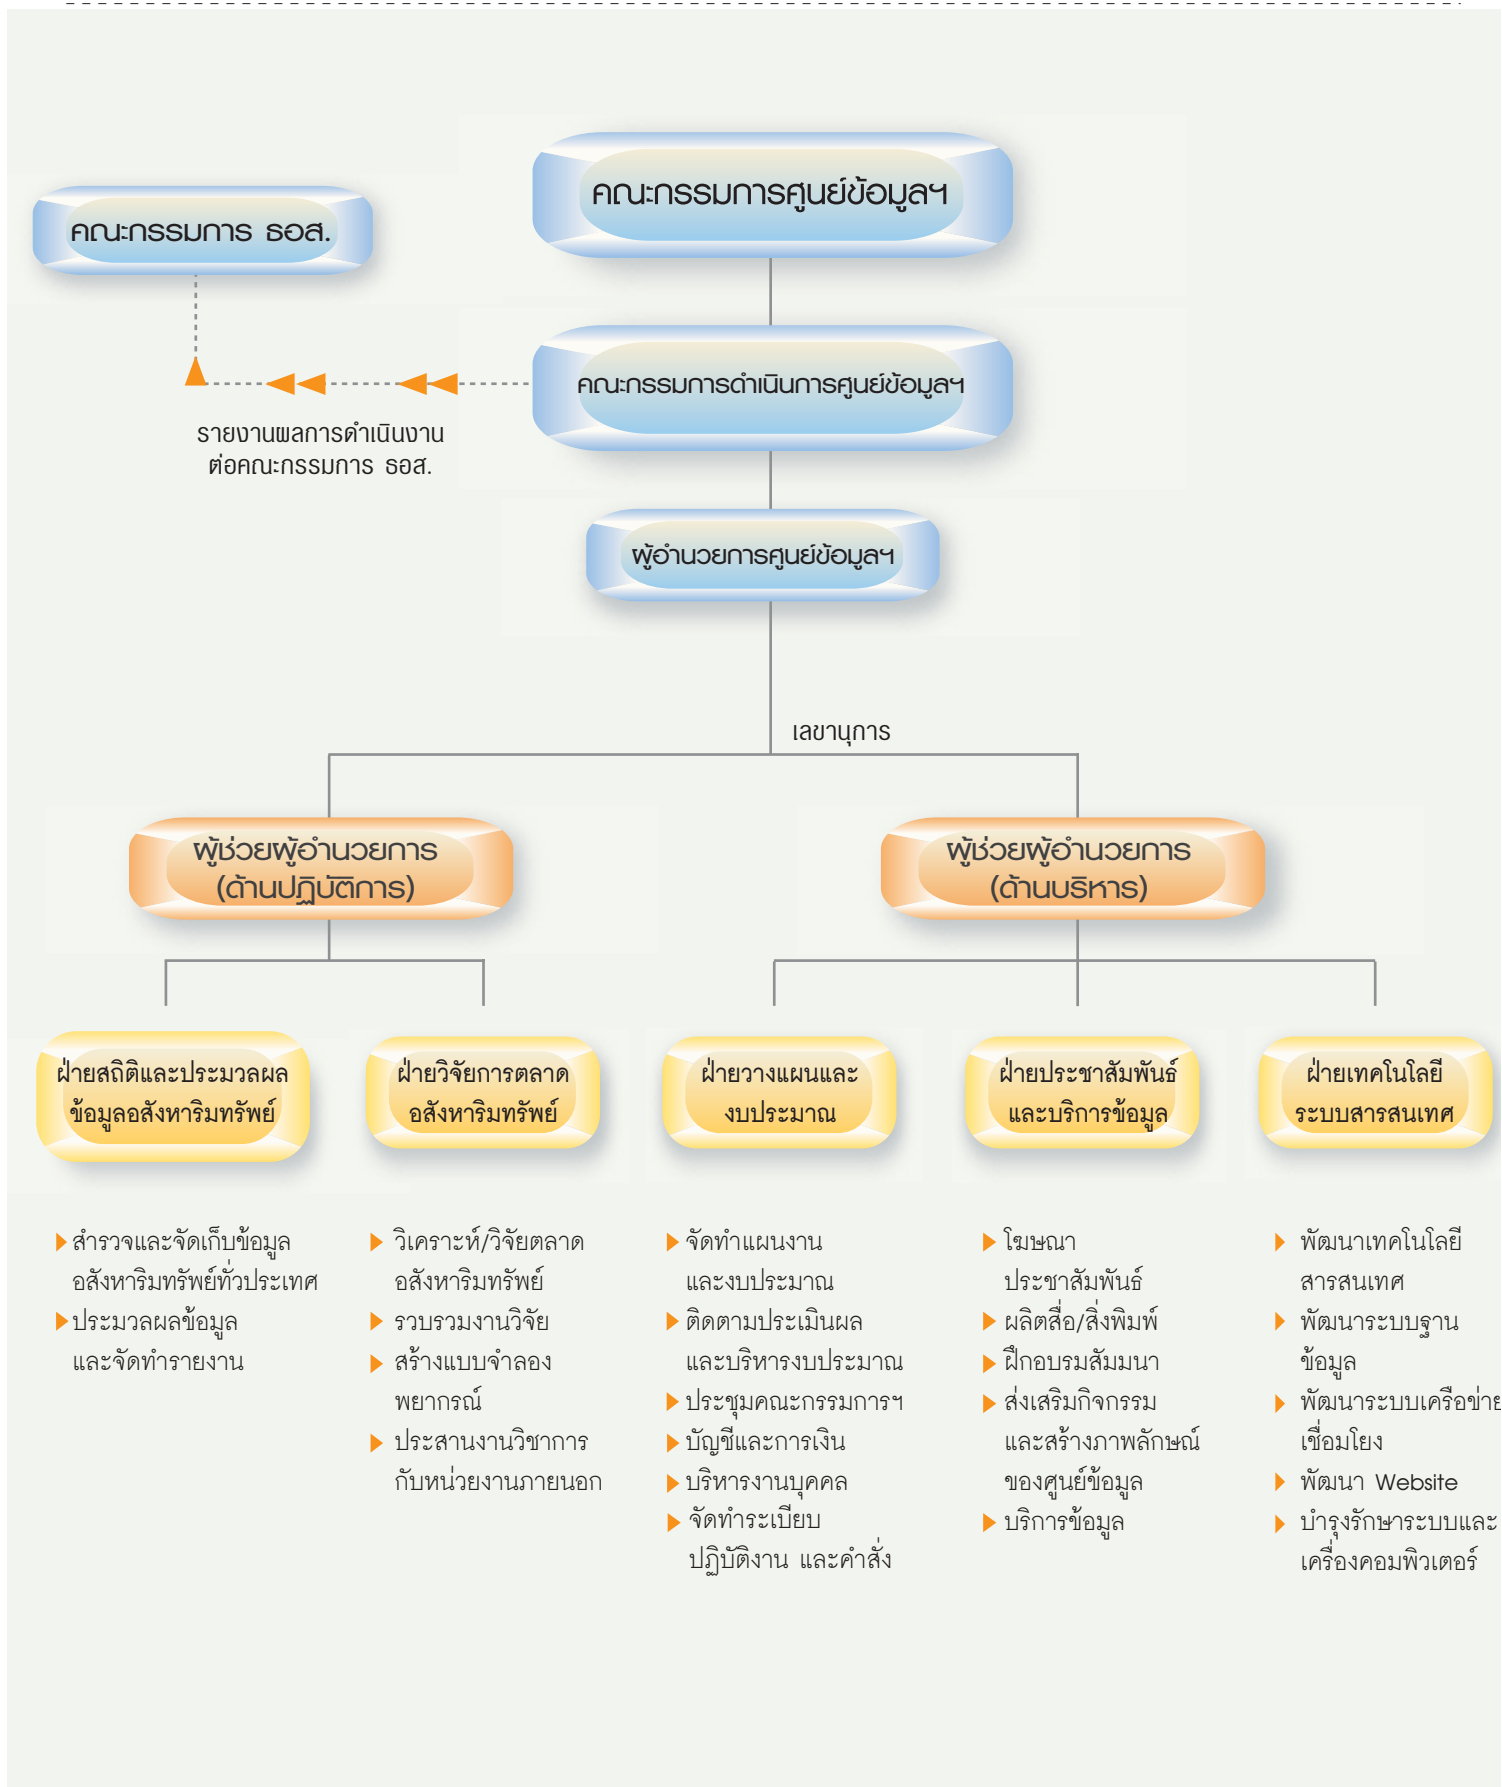 คณะกรรมการศูนย์ข้อมูลฯ
คณะกรรมการ ธอส.
คณะกรรมการดำเนินการศูนย์ข้อมูลฯ
รายงานผลการดำเนินงาน
ต่อคณะกรรมการ ธอส.
ผู้อำนวยการศูนย์ข้อมูลฯ
เลขานุการ
ผู้ช่วยผู้อำนวยการ
(ด้านปฏิบัติการ)
ผู้ช่วยผู้อำนวยการ
(ด้านบริหาร)
ฝ่ายสถิติและประมวลผล
ข้อมูลอสังหาริมทรัพย์
สำรวจและจัดเก็บข้อมูล
อสังหาริมทรัพย์ทั่วประเทศ
ประมวลผลข้อมูล
และจัดทำรายงาน
ฝ่ายวิจัยการตลาด
อสังหาริมทรัพย์
วิเคราะห์/วิจัยตลาด
อสังหาริมทรัพย์
รวบรวมงานวิจัย
สร้างแบบจำลอง
พยากรณ์
ประสานงานวิชาการ
กับหน่วยงานภายนอก
ฝ่ายวางแผนและ
งบประมาณ
จัดทำแผนงาน
และงบประมาณ
ติดตามประเมินผล
และบริหารงบประมาณ
ประชุมคณะกรรมการฯ
บัญชีและการเงิน
บริหารงานบุคคล
จัดทำระเบียบ
ปฏิบัติงาน และคำสั่ง
ฝ่ายประชาสัมพันธ์
และบริการข้อมูล
โฆษณา
ประชาสัมพันธ์
ผลิตสื่อ/สิ่งพิมพ์
ฝึกอบรมสัมมนา
ส่งเสริมกิจกรรม
และสร้างภาพลักษณ์
ของศูนย์ข้อมูล
บริการข้อมูล
ฝ่ายเทคโนโลยี
ระบบสารสนเทศ
พัฒนาเทคโนโลยี
สารสนเทศ
พัฒนาระบบฐาน
ข้อมูล
พัฒนาระบบเครือข่าย
เชื่อมโยง
พัฒนา Website
บำรุงรักษาระบบและ
เครื่องคอมพิวเตอร์